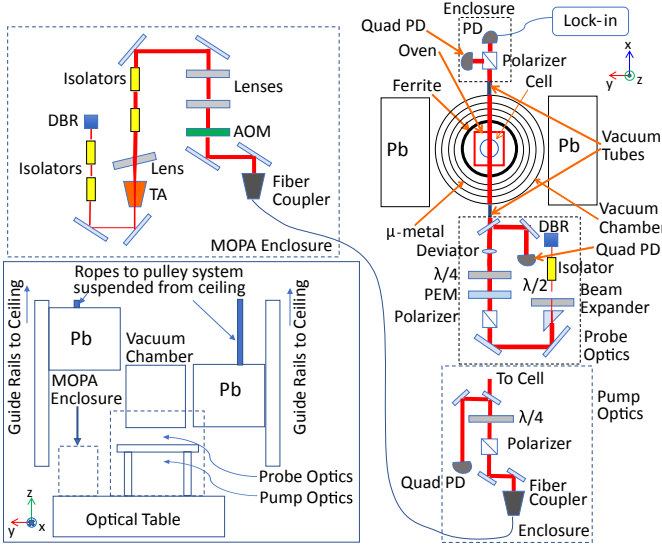 Isolators
DBR
Isolators
Lenses
AOM
Lens
TA
Fiber
Coupler
MOPA Enclosure
Ropes to pulley system
suspended from ceiling
Guide Rails to Ceiling
Pb
Vacuum
Chamber
Pb
Guide Rails to Ceiling
MOPA
Enclosure
Probe Optics
Pump Optics
Optical Table
z
y
x
Enclosure
Quad PD
PD
Lock-in
Oven
Polarizer
Cell
Ferrite
x
y
z
Pb
Pb
Vacuum
Tubes
μ-metal
Vacuum
Chamber
DBR
Deviator
Quad PD
Isolator
λ/4
λ/2
Beam
Expander
PEM
Polarizer
Probe
Optics
To Cell
Pump
Optics
λ/4
Polarizer
Quad PD
Fiber
Coupler
Enclosure